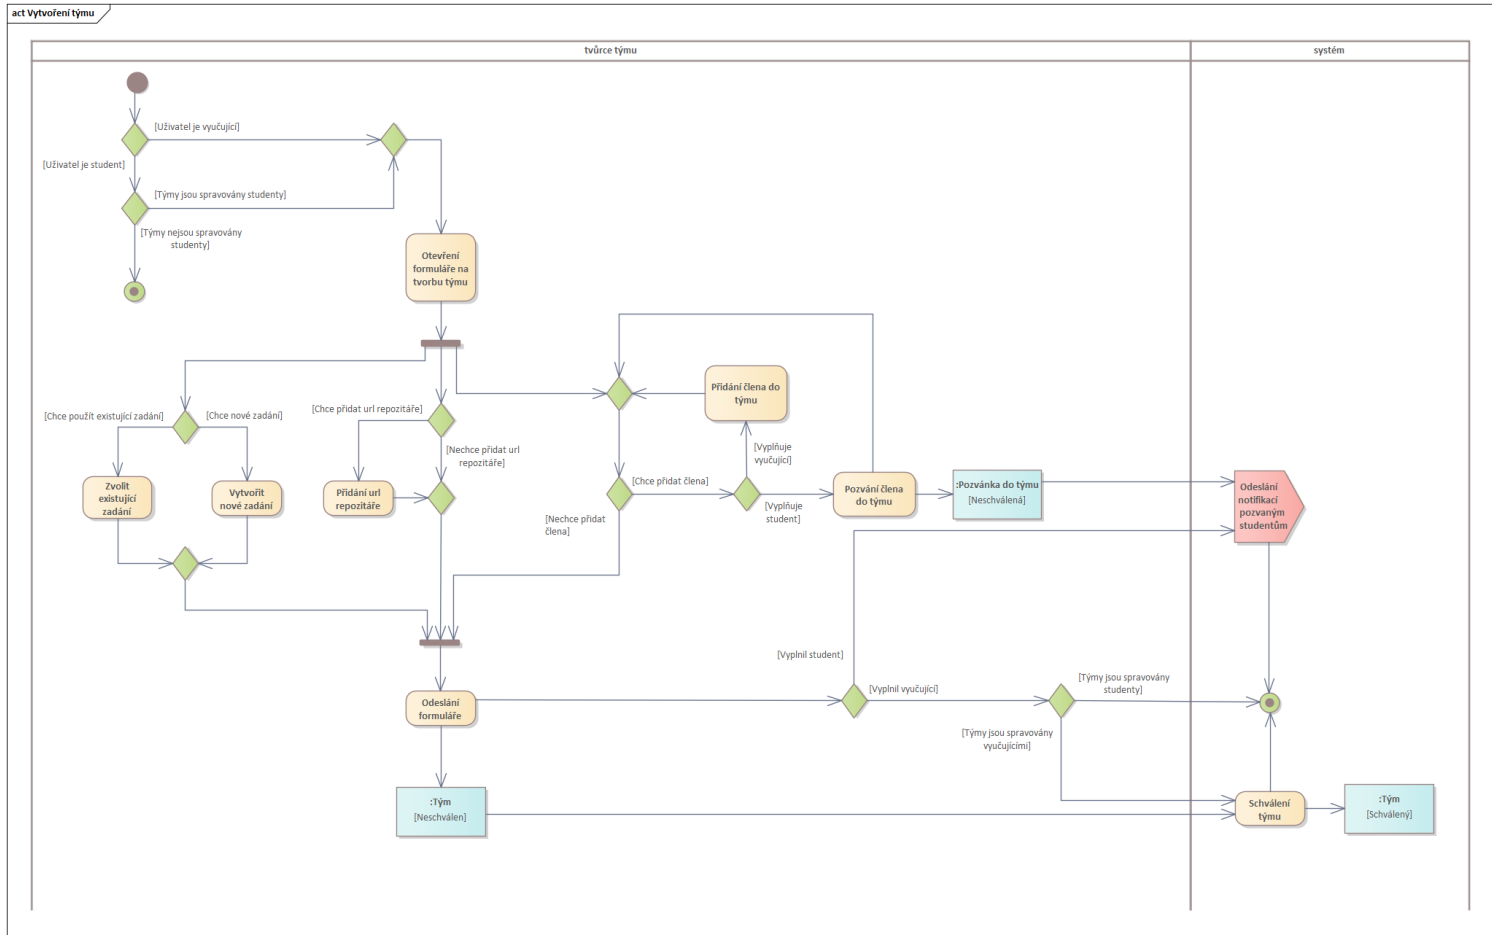 act Vytvoření týmu
tvůrce týmu
systém
[Uživatel je vyučující]
[Uživatel je student]
[Týmy jsou spravovány studenty]
[Týmy nejsou spravovány
studenty]
Otevření
formuláře na
tvorbu týmu
[Chce použít existující zadání]
[Chce nové zadání]
Zvolit
existující
zadání
Vytvořit
nové zadání
[Chce přidat url repozitáře]
[Nechce přidat url
repozitáře]
Přidání url
repozitáře
Přidání člena do
týmu
[Vyplňuje
vyučující]
[Chce přidat člena]
[Nechce přidat
člena]
[Vyplňuje
student]
Pozvání člena
do týmu
:Pozvánka do týmu
[Neschválená]
Odeslání
notifikací
pozvaným
studentům
[Vyplnil student]
Odeslání
formuláře
[Vyplnil vyučující]
[Týmy jsou spravovány
studenty]
[Týmy jsou spravovány
vyučujícími]
:Tým
[Neschválen]
Schválení
týmu
:Tým
[Schválený]